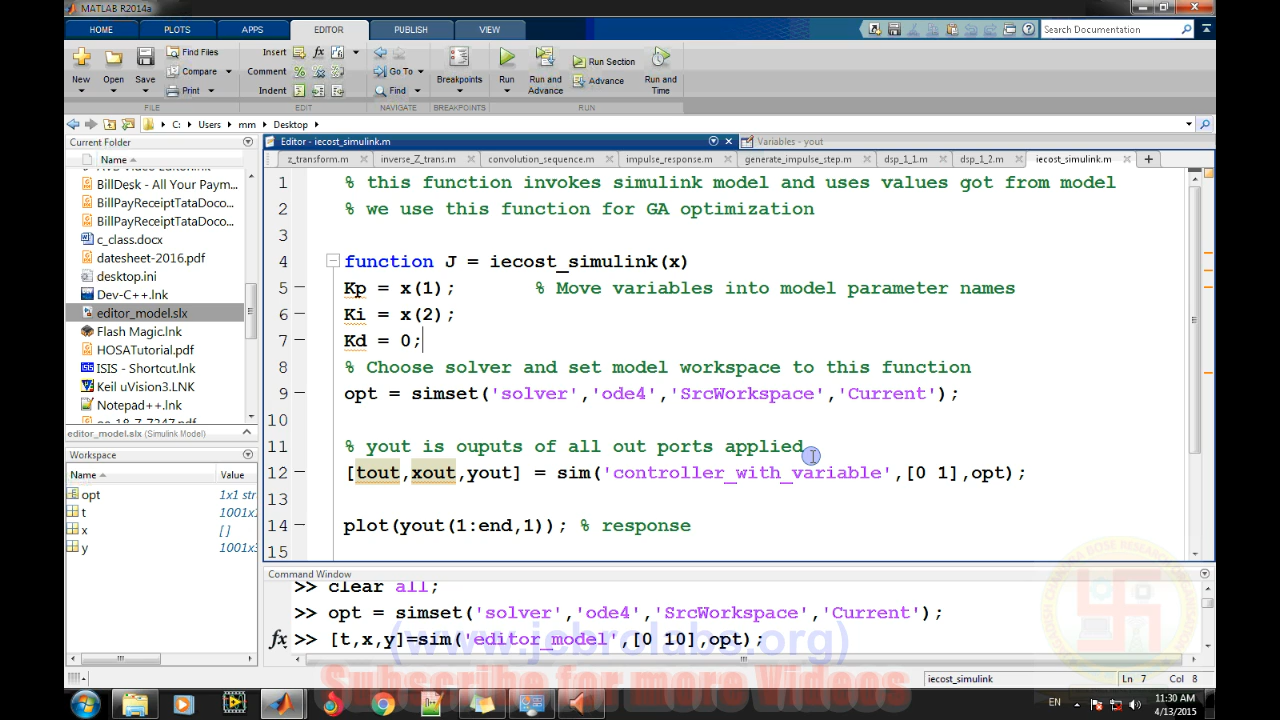 MATLAB R2014a
HOME PLOTS APPS EDITOR PUBLISH VIEW
Search Documentation
New Open Save Find Files Compare Print
Insert Comment Indent
Go To Find
Breakpoints
Run Run and Advance Run Section Advance Run and Time
FILE EDIT NAVIGATE BREAKPOINTS RUN
C: Users mm Desktop
Current Folder
Name
BillDesk - All Your Paym...
BillPayReceiptTataDoco...
BillPayReceiptTataDoco...
c_class.docx
datesheet-2016.pdf
desktop.ini
Dev-C++.lnk
editor_model.slx
Flash Magic.lnk
HOSATutorial.pdf
ISIS - Shortcut.lnk
Keil uVision3.LNK
Notepad++.lnk
editor_model.slx (Simulink Model)
Workspace
Name Value
opt 1x1 str
t 1001x
x []
y 1001x3
Editor - iecost_simulink.m
Variables - yout
z_transform.m inverse_Z_trans.m convolution_sequence.m impulse_response.m generate_impulse_step.m dsp_1_1.m dsp_1_2.m iecost_simulink.m
1 % this function invokes simulink model and uses values got from model
2 % we use this function for GA optimization
3
4 function J = iecost_simulink(x)
5 Kp = x(1); % Move variables into model parameter names
6 Ki = x(2);
7 Kd = 0;
8 % Choose solver and set model workspace to this function
9 opt = simset('solver','ode4','SrcWorkspace','Current');
10
11 % yout is ouputs of all out ports applied
12 [tout,xout,yout] = sim('controller_with_variable',[0 1],opt);
13
14 plot(yout(1:end,1)); % response
15
Command Window
>> clear all;
>> opt = simset('solver','ode4','SrcWorkspace','Current');
fx >> [t,x,y]=sim('editor_model',[0 10],opt);
(www.jcbrolabs.org)
Subscribe for more Videos
iecost_simulink Ln 7 Col 8
EN 11:30 AM
4/13/2015